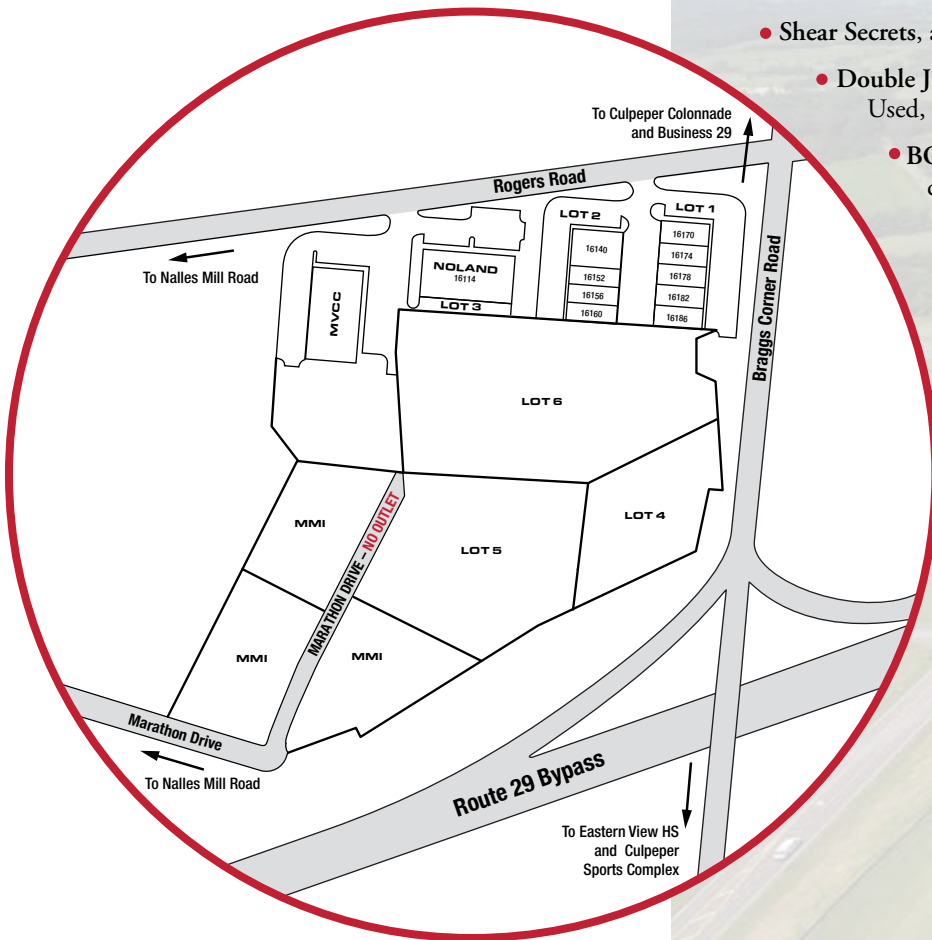 • Shear Secrets,
• Double J
Used,
• BO
To Culpeper Colonnade
and Business 29
Rogers Road
To Nalles Mill Road
LOT 2
LOT 1
16140
16152
16156
16160
16170
16174
16178
16182
16186
NOLAND
16114
LOT 3
MVCC
Braggs Corner Road
LOT 6
LOT 4
LOT 5
MMI
MARATHON DRIVE – NO OUTLET
MMI
MMI
Marathon Drive
To Nalles Mill Road
Route 29 Bypass
To Eastern View HS
and Culpeper
Sports Complex